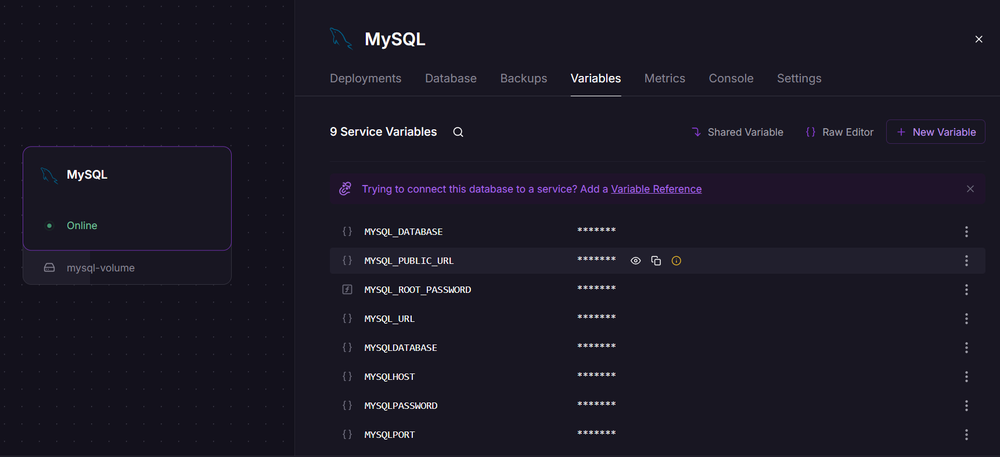 MySQL
Online
mysql-volume
MySQL
Deployments Database Backups Variables Metrics Console Settings
9 Service Variables Shared Variable {} Raw Editor + New Variable
Trying to connect this database to a service? Add a Variable Reference
{} MYSQL_DATABASE *******
{} MYSQL_PUBLIC_URL *******
MYSQL_ROOT_PASSWORD *******
{} MYSQL_URL *******
{} MYSQLDATABASE *******
{} MYSQLHOST *******
{} MYSQLPASSWORD *******
{} MYSQLPORT *******